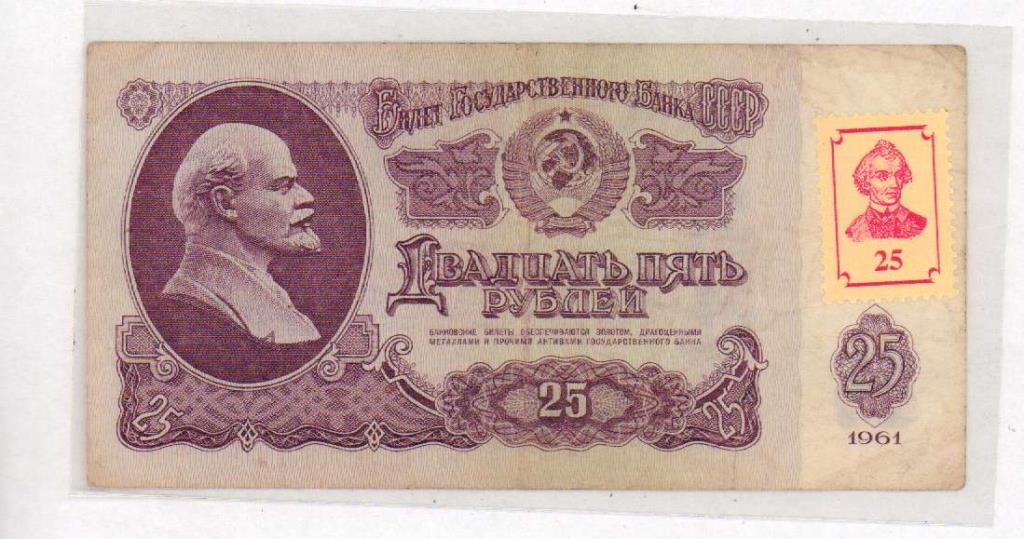 Билет Государственного Банка СССР
Двадцать пять
рублей
БАНКОВСКИЕ БИЛЕТЫ ОБЕСПЕЧИВАЮТСЯ ЗОЛОТОМ, ДРАГОЦЕННЫМИ
МЕТАЛЛАМИ И ПРОЧИМИ АКТИВАМИ ГОСУДАРСТВЕННОГО БАНКА
25
25
25
25
25
1961